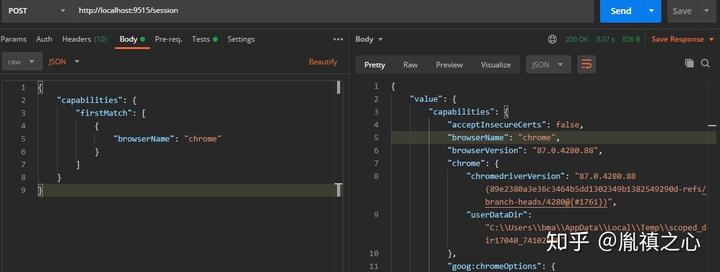 POST
http://localhost:9515/session
Send
Save
Params
Auth
Headers (10)
Body
Pre-req.
Tests
Settings
raw
JSON
Beautify
1 {
2 "capabilities": {
3 "firstMatch": [
4 {
5 "browserName": "chrome"
6 }
7 ]
8 }
9 }
Body
200 OK
3.07 s
826 B
Save Response
Pretty
Raw
Preview
Visualize
JSON
1 {
2 "value": {
3 "capabilities": {
4 "acceptInsecureCerts": false,
5 "browserName": "chrome",
6 "browserVersion": "87.0.4280.88",
7 "chrome": {
8 "chromedriverVersion": "87.0.4280.88
(89e2380a3e36c3464b5dd1302349b1382549290d-refs/
branch-heads/4280@{#1761})",
9 "userDataDir":
"C:\\Users\\bma\\AppData\\Local\\Temp\\scoped_d
ir17040_74102
10 },
11 "goog:chromeOptions": {
知乎 @胤禛之心